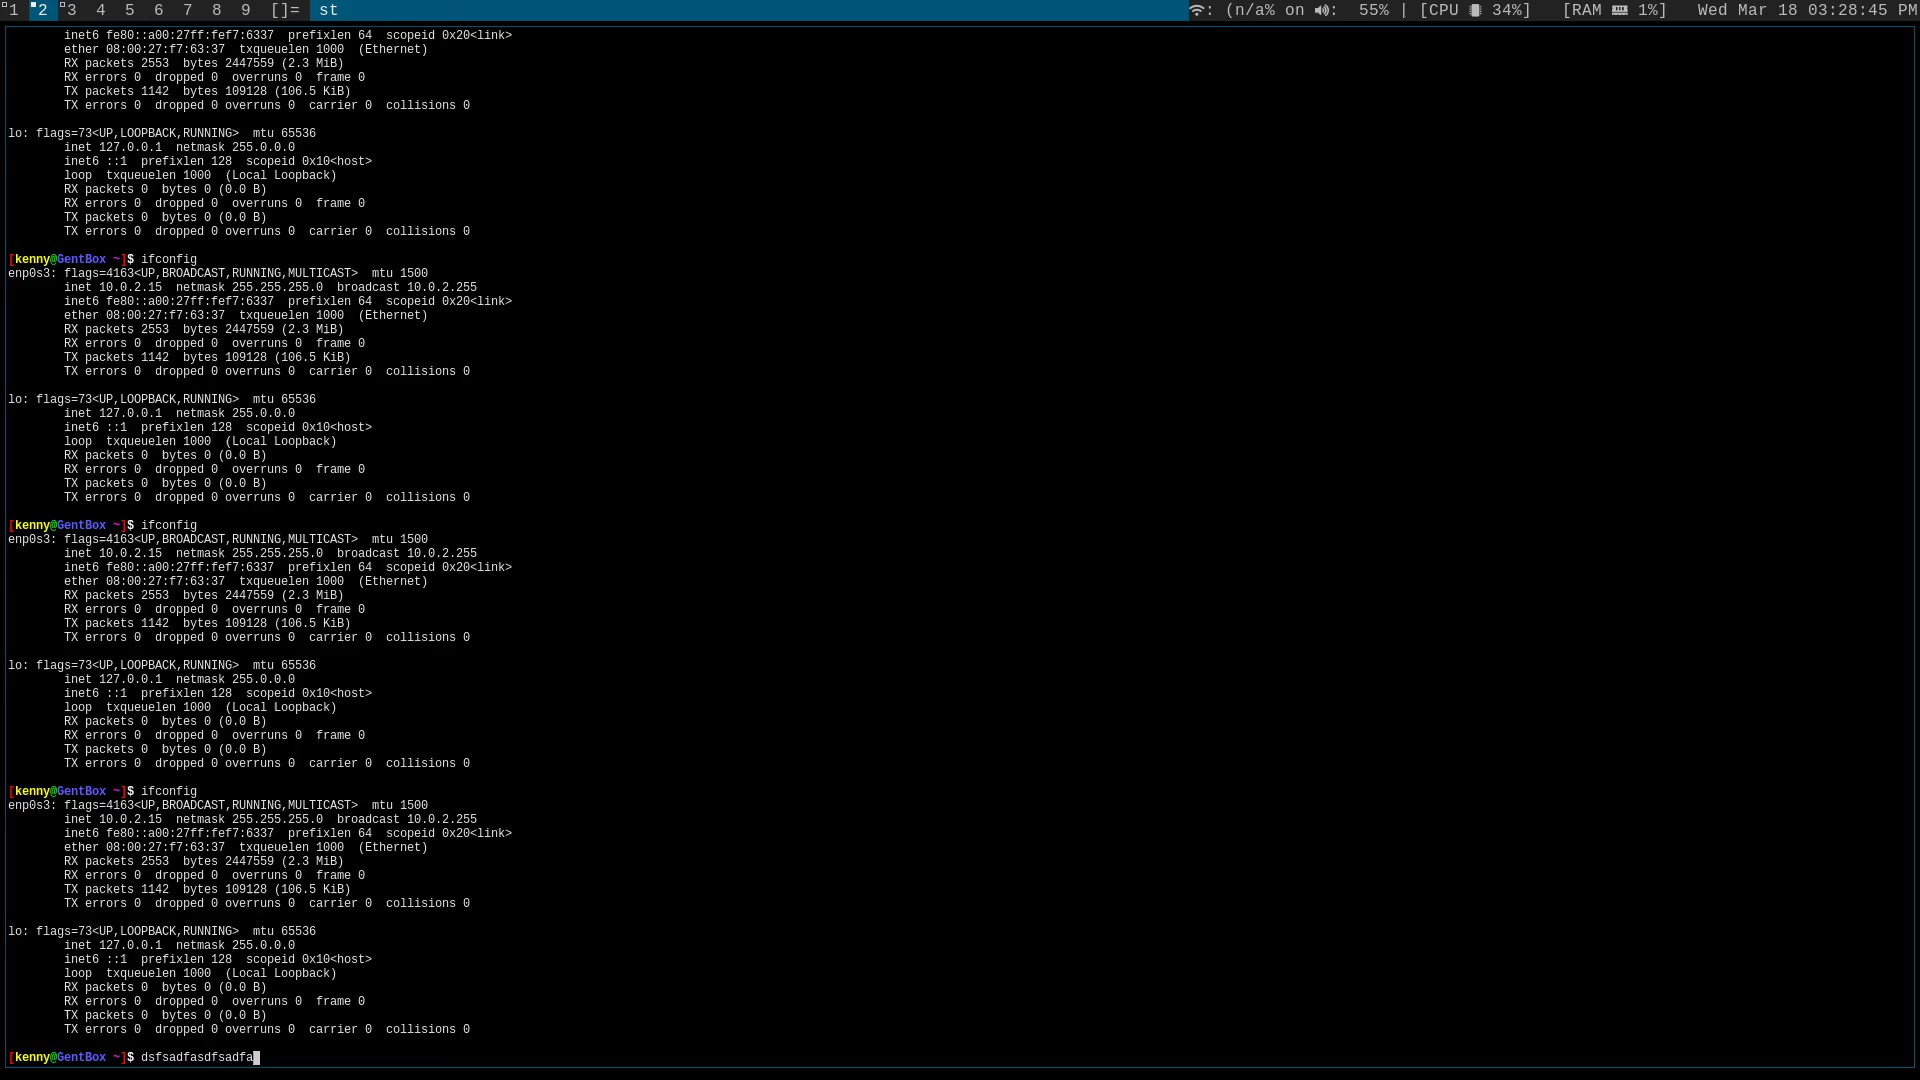 1 2 3 4 5 6 7 8 9 []= st : (n/a% on : 55% | [CPU 34%] [RAM 1%] Wed Mar 18 03:28:45 PM
inet6 fe80::a00:27ff:fef7:6337 prefixlen 64 scopeid 0x20<link>
ether 08:00:27:f7:63:37 txqueuelen 1000 (Ethernet)
RX packets 2553 bytes 2447559 (2.3 MiB)
RX errors 0 dropped 0 overruns 0 frame 0
TX packets 1142 bytes 109128 (106.5 KiB)
TX errors 0 dropped 0 overruns 0 carrier 0 collisions 0
lo: flags=73<UP,LOOPBACK,RUNNING> mtu 65536
inet 127.0.0.1 netmask 255.0.0.0
inet6 ::1 prefixlen 128 scopeid 0x10<host>
loop txqueuelen 1000 (Local Loopback)
RX packets 0 bytes 0 (0.0 B)
RX errors 0 dropped 0 overruns 0 frame 0
TX packets 0 bytes 0 (0.0 B)
TX errors 0 dropped 0 overruns 0 carrier 0 collisions 0
[kenny@GentBox ~]$ ifconfig
enp0s3: flags=4163<UP,BROADCAST,RUNNING,MULTICAST> mtu 1500
inet 10.0.2.15 netmask 255.255.255.0 broadcast 10.0.2.255
inet6 fe80::a00:27ff:fef7:6337 prefixlen 64 scopeid 0x20<link>
ether 08:00:27:f7:63:37 txqueuelen 1000 (Ethernet)
RX packets 2553 bytes 2447559 (2.3 MiB)
RX errors 0 dropped 0 overruns 0 frame 0
TX packets 1142 bytes 109128 (106.5 KiB)
TX errors 0 dropped 0 overruns 0 carrier 0 collisions 0
lo: flags=73<UP,LOOPBACK,RUNNING> mtu 65536
inet 127.0.0.1 netmask 255.0.0.0
inet6 ::1 prefixlen 128 scopeid 0x10<host>
loop txqueuelen 1000 (Local Loopback)
RX packets 0 bytes 0 (0.0 B)
RX errors 0 dropped 0 overruns 0 frame 0
TX packets 0 bytes 0 (0.0 B)
TX errors 0 dropped 0 overruns 0 carrier 0 collisions 0
[kenny@GentBox ~]$ ifconfig
enp0s3: flags=4163<UP,BROADCAST,RUNNING,MULTICAST> mtu 1500
inet 10.0.2.15 netmask 255.255.255.0 broadcast 10.0.2.255
inet6 fe80::a00:27ff:fef7:6337 prefixlen 64 scopeid 0x20<link>
ether 08:00:27:f7:63:37 txqueuelen 1000 (Ethernet)
RX packets 2553 bytes 2447559 (2.3 MiB)
RX errors 0 dropped 0 overruns 0 frame 0
TX packets 1142 bytes 109128 (106.5 KiB)
TX errors 0 dropped 0 overruns 0 carrier 0 collisions 0
lo: flags=73<UP,LOOPBACK,RUNNING> mtu 65536
inet 127.0.0.1 netmask 255.0.0.0
inet6 ::1 prefixlen 128 scopeid 0x10<host>
loop txqueuelen 1000 (Local Loopback)
RX packets 0 bytes 0 (0.0 B)
RX errors 0 dropped 0 overruns 0 frame 0
TX packets 0 bytes 0 (0.0 B)
TX errors 0 dropped 0 overruns 0 carrier 0 collisions 0
[kenny@GentBox ~]$ ifconfig
enp0s3: flags=4163<UP,BROADCAST,RUNNING,MULTICAST> mtu 1500
inet 10.0.2.15 netmask 255.255.255.0 broadcast 10.0.2.255
inet6 fe80::a00:27ff:fef7:6337 prefixlen 64 scopeid 0x20<link>
ether 08:00:27:f7:63:37 txqueuelen 1000 (Ethernet)
RX packets 2553 bytes 2447559 (2.3 MiB)
RX errors 0 dropped 0 overruns 0 frame 0
TX packets 1142 bytes 109128 (106.5 KiB)
TX errors 0 dropped 0 overruns 0 carrier 0 collisions 0
lo: flags=73<UP,LOOPBACK,RUNNING> mtu 65536
inet 127.0.0.1 netmask 255.0.0.0
inet6 ::1 prefixlen 128 scopeid 0x10<host>
loop txqueuelen 1000 (Local Loopback)
RX packets 0 bytes 0 (0.0 B)
RX errors 0 dropped 0 overruns 0 frame 0
TX packets 0 bytes 0 (0.0 B)
TX errors 0 dropped 0 overruns 0 carrier 0 collisions 0
[kenny@GentBox ~]$ dsfsadfasdfsadfa